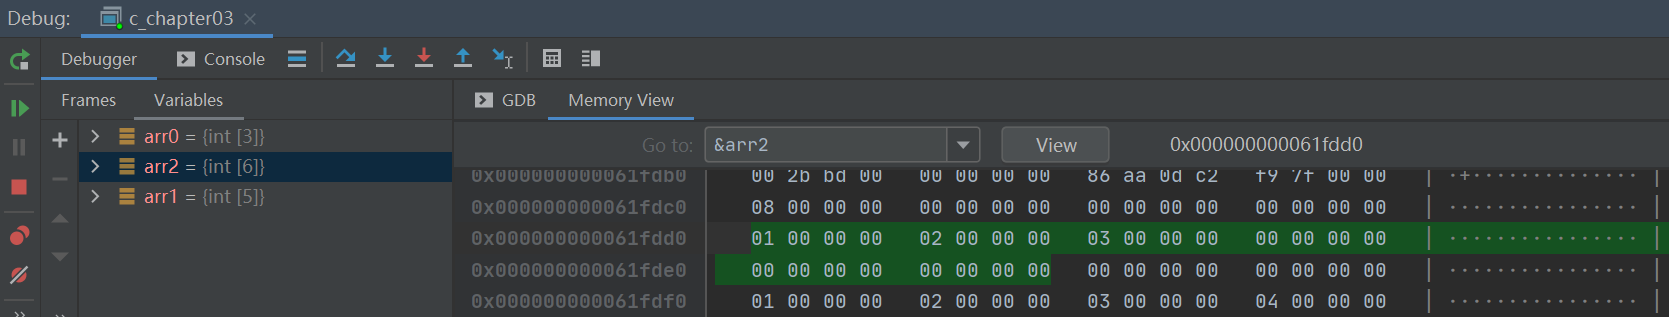 Debug: c_chapter03 ×
Debugger Console
Frames Variables GDB Memory View
arr0 = {int [3]}
arr2 = {int [6]}
arr1 = {int [5]}
Go to: &arr2 View 0x000000000061fdd0
0x000000000061fdb0 00 2b bd 00 00 00 00 00 86 aa 0d c2 f9 7f 00 00 | ·+·············· |
0x000000000061fdc0 08 00 00 00 00 00 00 00 00 00 00 00 00 00 00 00 | ················ |
0x000000000061fdd0 01 00 00 00 02 00 00 00 03 00 00 00 00 00 00 00 | ················ |
0x000000000061fde0 00 00 00 00 00 00 00 00 00 00 00 00 00 00 00 00 | ················ |
0x000000000061fdf0 01 00 00 00 02 00 00 00 03 00 00 00 04 00 00 00 | ················ |